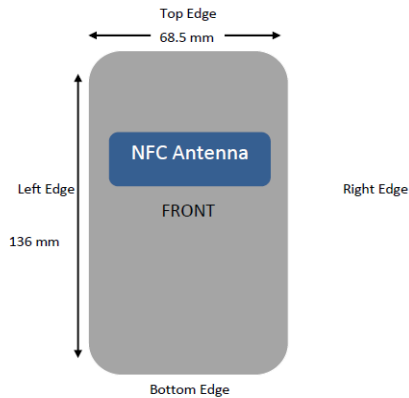 Top Edge
68.5 mm
NFC Antenna
Left Edge
Right Edge
FRONT
136 mm
Bottom Edge